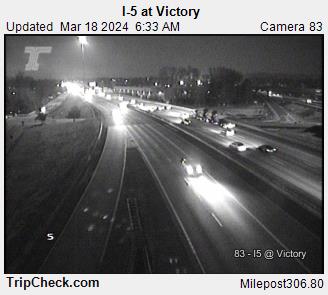 I-5 at Victory
Updated Mar 18 2024 6:33 AM Camera 83
T
S
83 - I5 @ Victory
TripCheck.com Milepost306.80